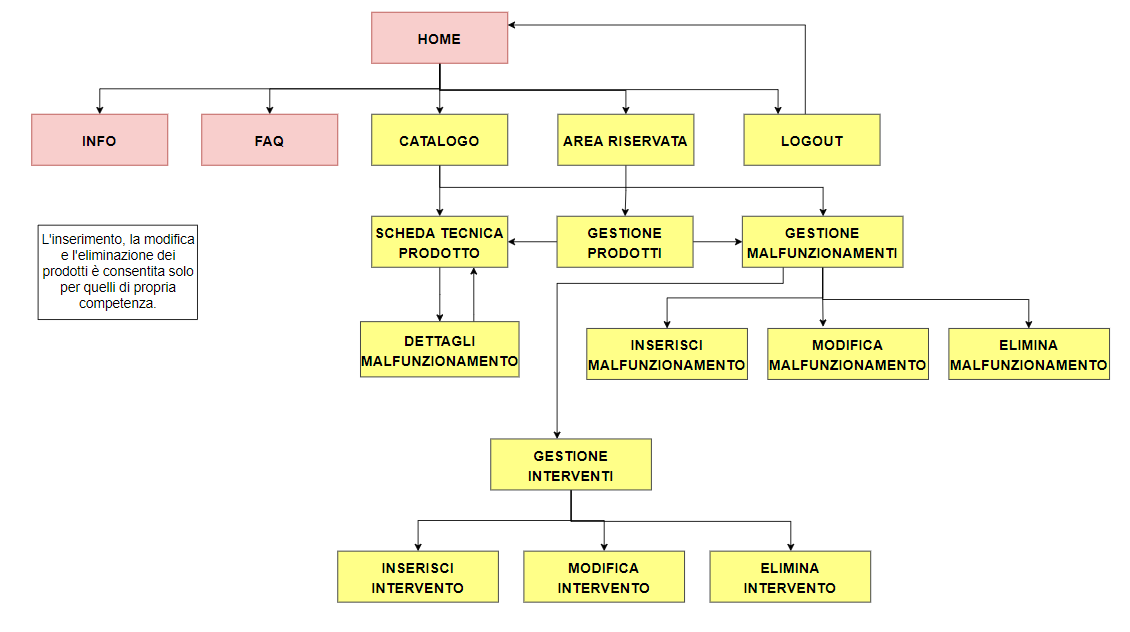 HOME
INFO
FAQ
CATALOGO
AREA RISERVATA
LOGOUT
L'inserimento, la modifica
e l'eliminazione dei
prodotti è consentita solo
per quelli di propria
competenza.
SCHEDA TECNICA
PRODOTTO
GESTIONE
PRODOTTI
GESTIONE
MALFUNZIONAMENTI
DETTAGLI
MALFUNZIONAMENTO
INSERISCI
MALFUNZIONAMENTO
MODIFICA
MALFUNZIONAMENTO
ELIMINA
MALFUNZIONAMENTO
GESTIONE
INTERVENTI
INSERISCI
INTERVENTO
MODIFICA
INTERVENTO
ELIMINA
INTERVENTO